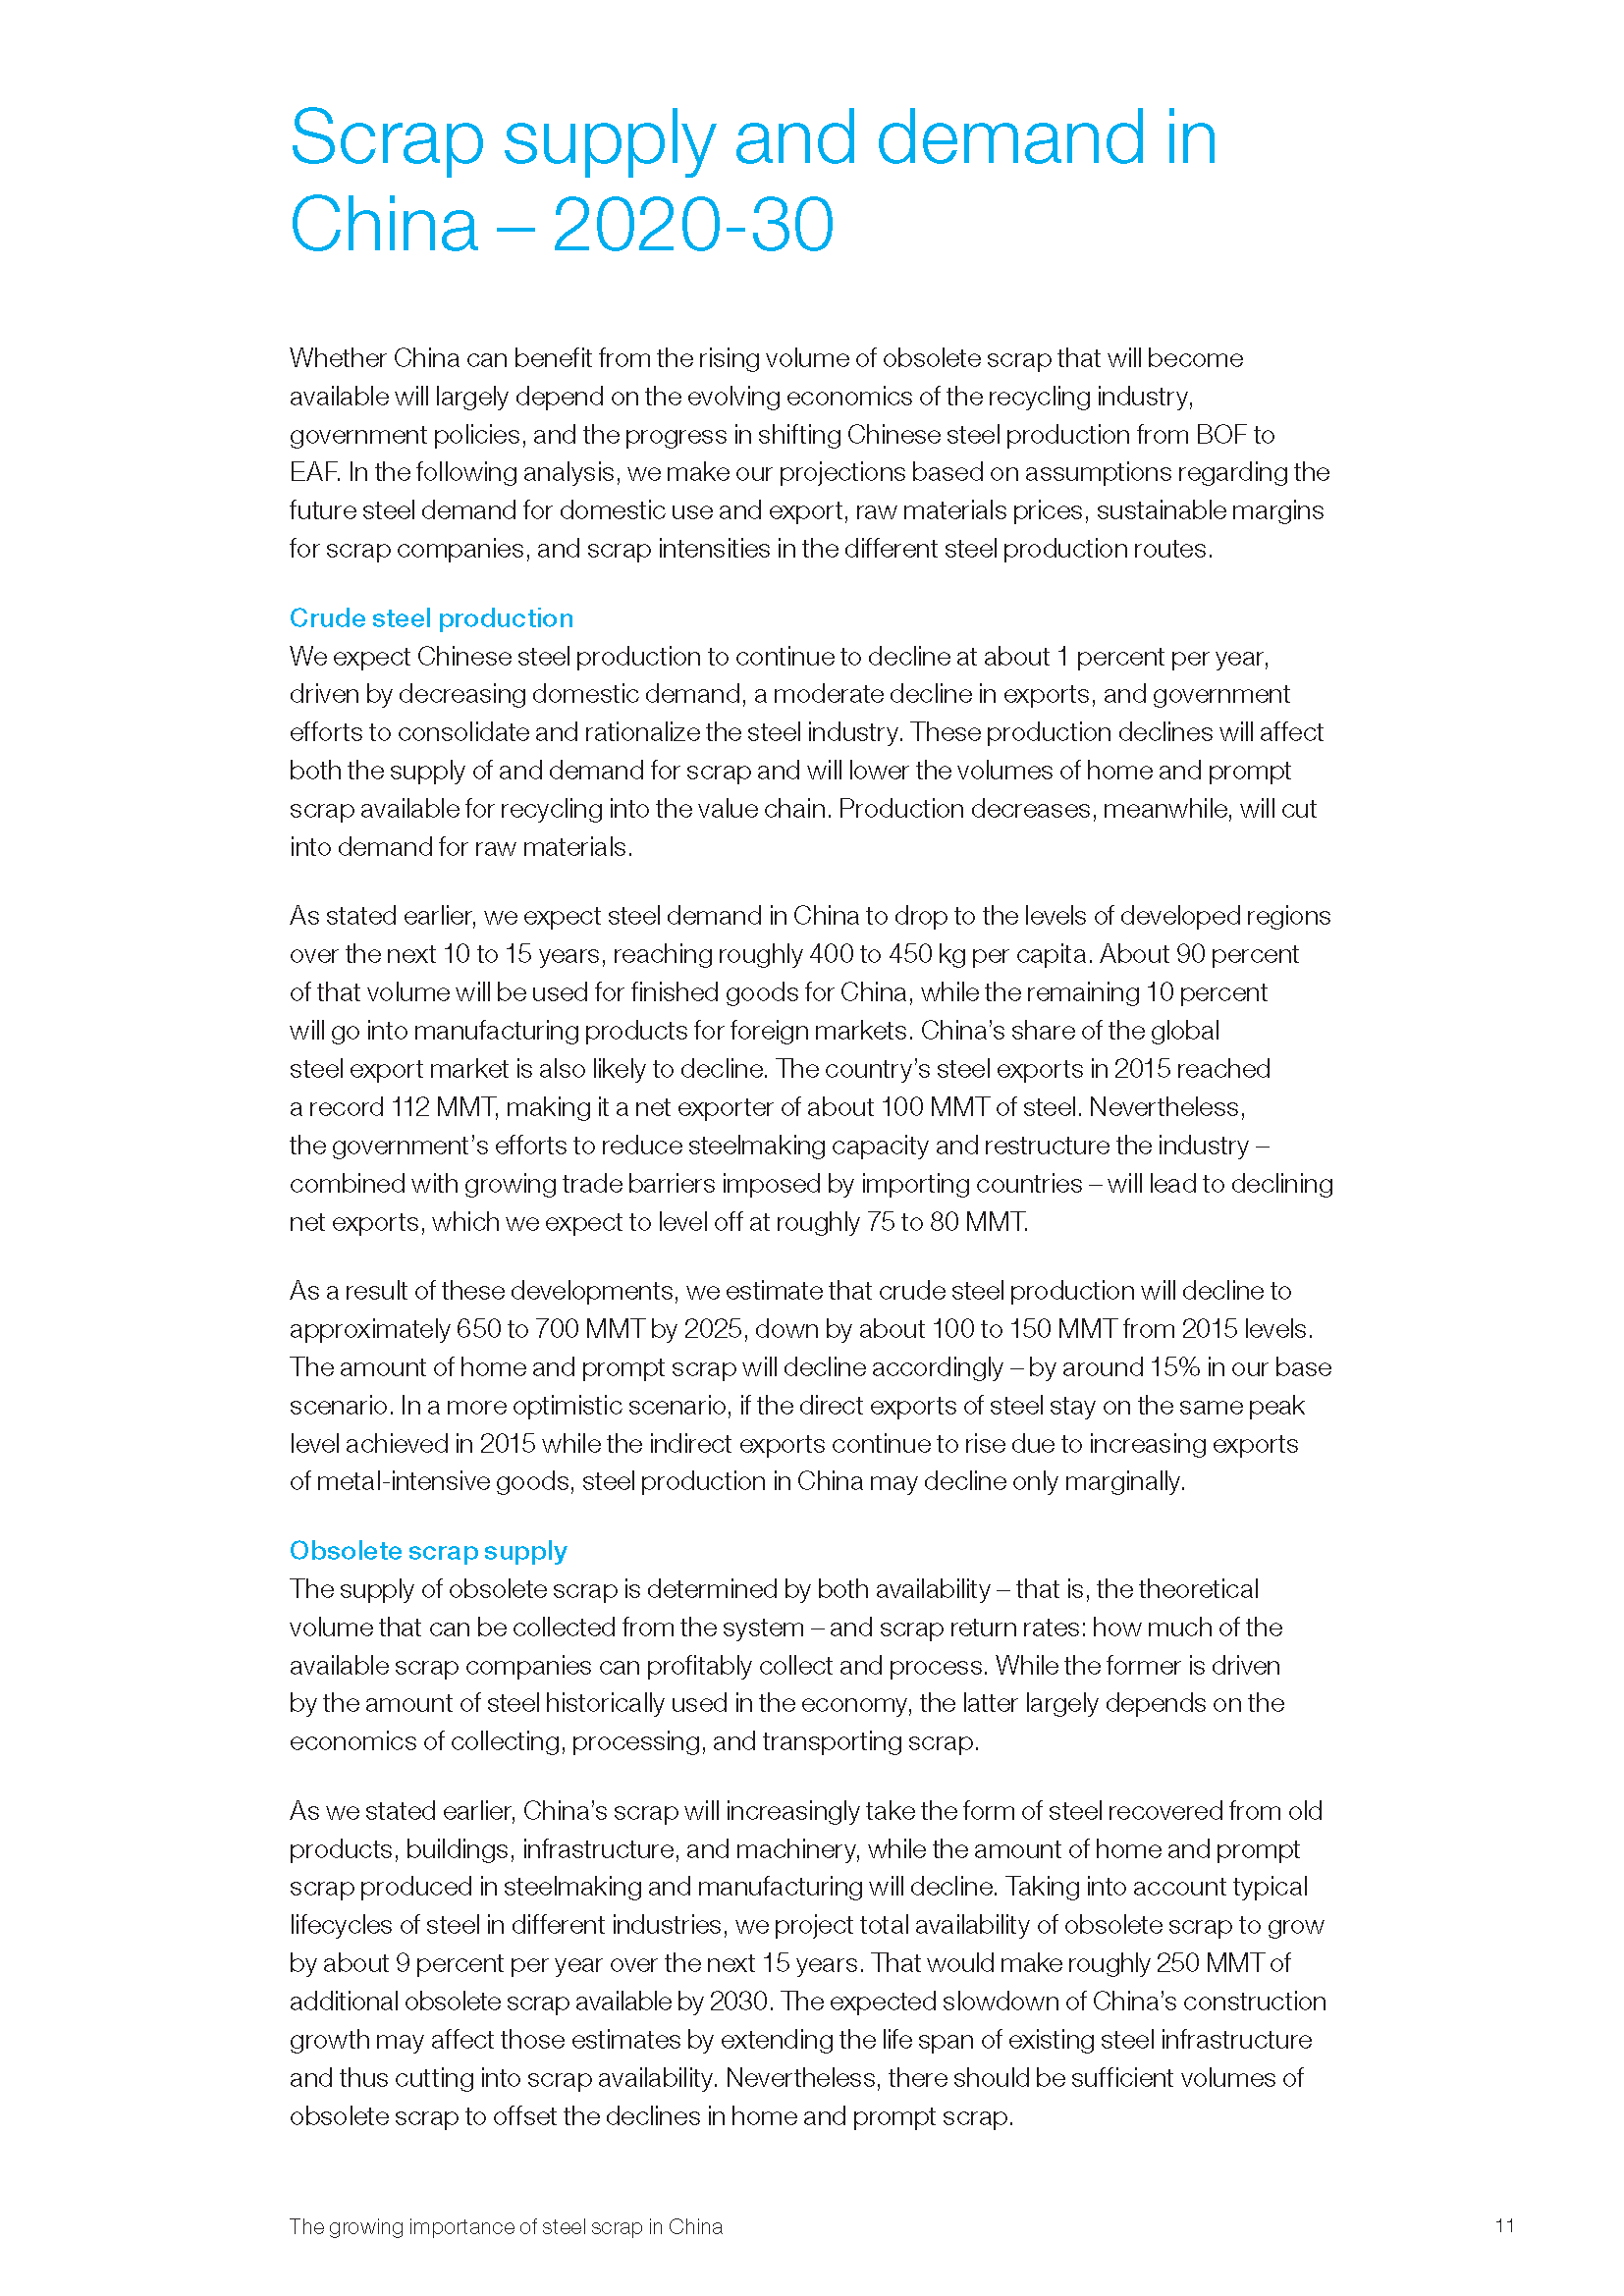 Scrap supply and demand in
China – 2020-30
Whether China can benefit from the rising volume of obsolete scrap that will become
available will largely depend on the evolving economics of the recycling industry,
government policies, and the progress in shifting Chinese steel production from BOF to
EAF. In the following analysis, we make our projections based on assumptions regarding the
future steel demand for domestic use and export, raw materials prices, sustainable margins
for scrap companies, and scrap intensities in the different steel production routes.
Crude steel production
We expect Chinese steel production to continue to decline at about 1 percent per year,
driven by decreasing domestic demand, a moderate decline in exports, and government
efforts to consolidate and rationalize the steel industry. These production declines will affect
both the supply of and demand for scrap and will lower the volumes of home and prompt
scrap available for recycling into the value chain. Production decreases, meanwhile, will cut
into demand for raw materials.
As stated earlier, we expect steel demand in China to drop to the levels of developed regions
over the next 10 to 15 years, reaching roughly 400 to 450 kg per capita. About 90 percent
of that volume will be used for finished goods for China, while the remaining 10 percent
will go into manufacturing products for foreign markets. China’s share of the global
steel export market is also likely to decline. The country’s steel exports in 2015 reached
a record 112 MMT, making it a net exporter of about 100 MMT of steel. Nevertheless,
the government’s efforts to reduce steelmaking capacity and restructure the industry –
combined with growing trade barriers imposed by importing countries – will lead to declining
net exports, which we expect to level off at roughly 75 to 80 MMT.
As a result of these developments, we estimate that crude steel production will decline to
approximately 650 to 700 MMT by 2025, down by about 100 to 150 MMT from 2015 levels.
The amount of home and prompt scrap will decline accordingly – by around 15% in our base
scenario. In a more optimistic scenario, if the direct exports of steel stay on the same peak
level achieved in 2015 while the indirect exports continue to rise due to increasing exports
of metal-intensive goods, steel production in China may decline only marginally.
Obsolete scrap supply
The supply of obsolete scrap is determined by both availability – that is, the theoretical
volume that can be collected from the system – and scrap return rates: how much of the
available scrap companies can profitably collect and process. While the former is driven
by the amount of steel historically used in the economy, the latter largely depends on the
economics of collecting, processing, and transporting scrap.
As we stated earlier, China’s scrap will increasingly take the form of steel recovered from old
products, buildings, infrastructure, and machinery, while the amount of home and prompt
scrap produced in steelmaking and manufacturing will decline. Taking into account typical
lifecycles of steel in different industries, we project total availability of obsolete scrap to grow
by about 9 percent per year over the next 15 years. That would make roughly 250 MMT of
additional obsolete scrap available by 2030. The expected slowdown of China’s construction
growth may affect those estimates by extending the life span of existing steel infrastructure
and thus cutting into scrap availability. Nevertheless, there should be sufficient volumes of
obsolete scrap to offset the declines in home and prompt scrap.
The growing importance of steel scrap in China
11